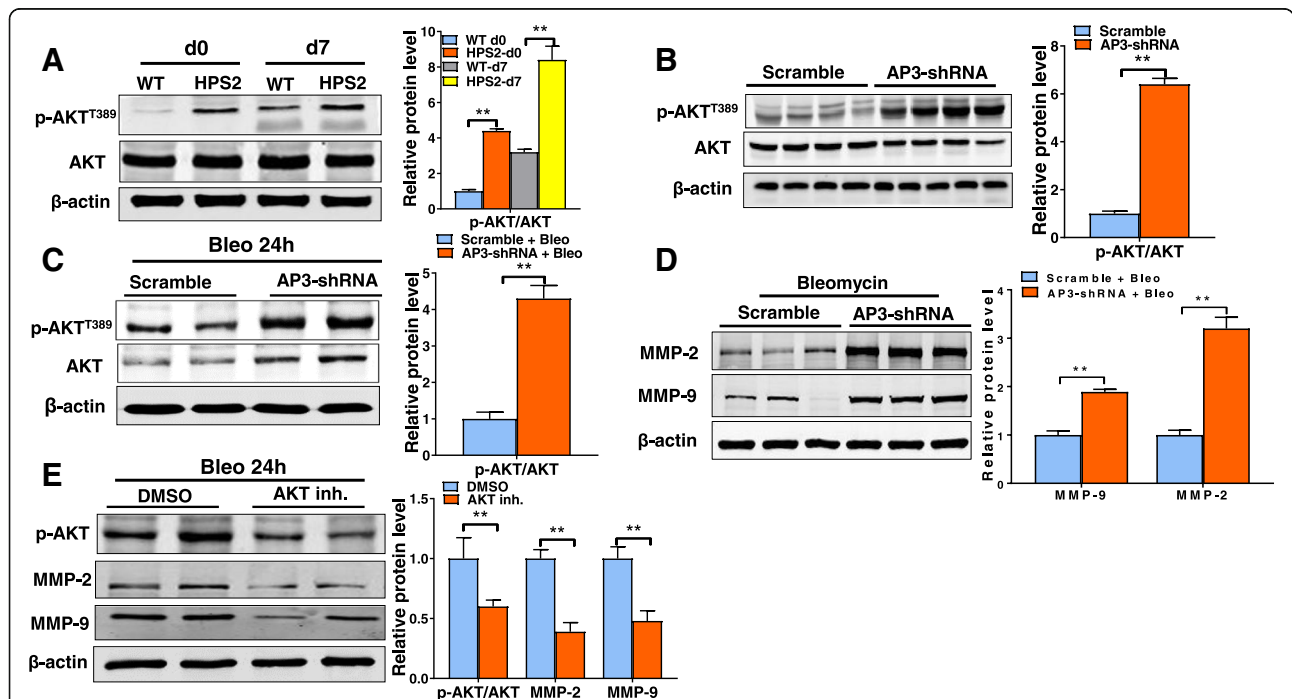 A
d0 d7
WT HPS2 WT HPS2
p-AKTT389
AKT
β-actin
Relative protein level
10
8
6
4
2
0
WT d0
HPS2-d0
WT-d7
HPS2-d7
**
**
p-AKT/AKT
B
Scramble AP3-shRNA
p-AKTT389
AKT
β-actin
Relative protein level
8
6
4
2
0
Scramble
AP3-shRNA
**
p-AKT/AKT
C
Bleo 24h
Scramble AP3-shRNA
p-AKTT389
AKT
β-actin
Relative protein level
5
4
3
2
1
0
Scramble + Bleo
AP3-shRNA + Bleo
**
p-AKT/AKT
D
Bleomycin
Scramble AP3-shRNA
MMP-2
MMP-9
β-actin
Relative protein level
4
3
2
1
0
Scramble + Bleo
AP3-shRNA + Bleo
**
**
MMP-9 MMP-2
E
Bleo 24h
DMSO AKT inh.
p-AKT
MMP-2
MMP-9
β-actin
Relative protein level
1.5
1.0
0.5
0.0
DMSO
AKT inh.
**
**
**
p-AKT/AKT MMP-2 MMP-9